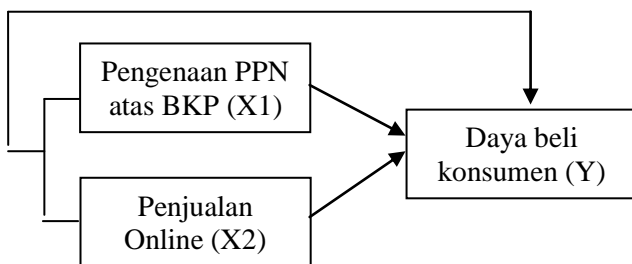 Pengenaan PPN
atas BKP (X1)
Daya beli
konsumen (Y)
Penjualan
Online (X2)